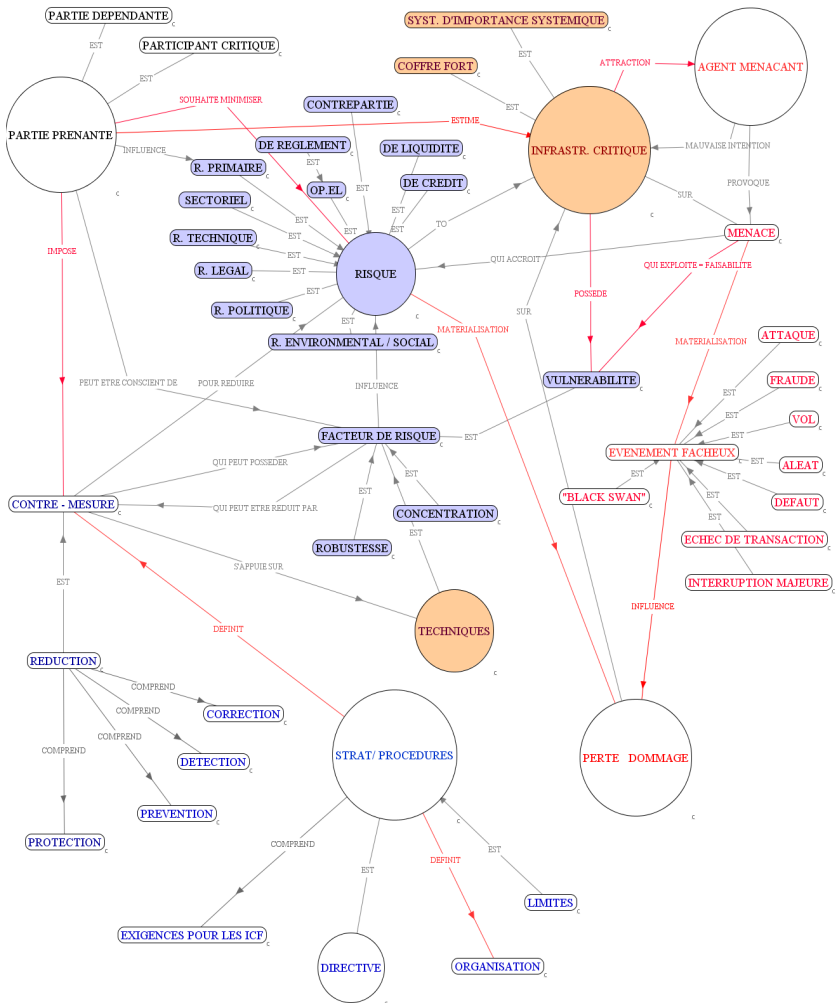 SYST. D'IMPORTANCE SYSTEMIQUE
c
PARTIE DEPENDANTE
c
PARTICIPANT CRITIQUE
c
EST
EST
EST
COFFRE FORT
c
ATTRACTION
AGENT MENACANT
EST
SOUHAITE MINIMISER
CONTREPARTIE
c
EST
ESTIME
PARTIE PRENANTE
INFLUENCE
DE REGLEMENT
c
DE LIQUIDITE
c
INFRASTR. CRITIQUE
MAUVAISE INTENTION
EST
R. PRIMAIRE
c
OP.EL
c
EST
DE CREDIT
c
PROVOQUE
c
SUR
SECTORIEL
c
EST
EST
EST
EST
EST
TO
c
MENACE
c
R. TECHNIQUE
c
EST
EST
IMPOSE
QUI ACCROIT
QUI EXPLOITE = FAISABILITE
R. LEGAL
c
EST
RISQUE
POSSEDE
EST
R. POLITIQUE
c
SUR
c
EST
MATERIALISATION
R. ENVIRONMENTAL / SOCIAL
c
MATERIALISATION
ATTAQUE
c
PEUT ETRE CONSCIENT DE
POUR REDUIRE
INFLUENCE
VULNERABILITE
c
EST
FRAUDE
c
EST
VOL
c
FACTEUR DE RISQUE
c
EST
EST
EVENEMENT FACHEUX
c
EST
ALEAT
c
QUI PEUT POSSEDER
EST
EST
EST
"BLACK SWAN"
c
EST
DEFAUT
c
CONTRE - MESURE
c
QUI PEUT ETRE REDUIT PAR
EST
CONCENTRATION
c
EST
EST
ECHEC DE TRANSACTION
c
ROBUSTESSE
c
S'APPUIE SUR
EST
INTERRUPTION MAJEURE
c
INFLUENCE
DEFINIT
TECHNIQUES
c
REDUCTION
c
COMPREND
COMPREND
CORRECTION
c
COMPREND
COMPREND
DETECTION
c
STRAT/ PROCEDURES
c
PERTE DOMMAGE
c
PREVENTION
c
PROTECTION
c
COMPREND
EST
DEFINIT
EST
LIMITES
c
EXIGENCES POUR LES ICF
c
DIRECTIVE
c
ORGANISATION
c